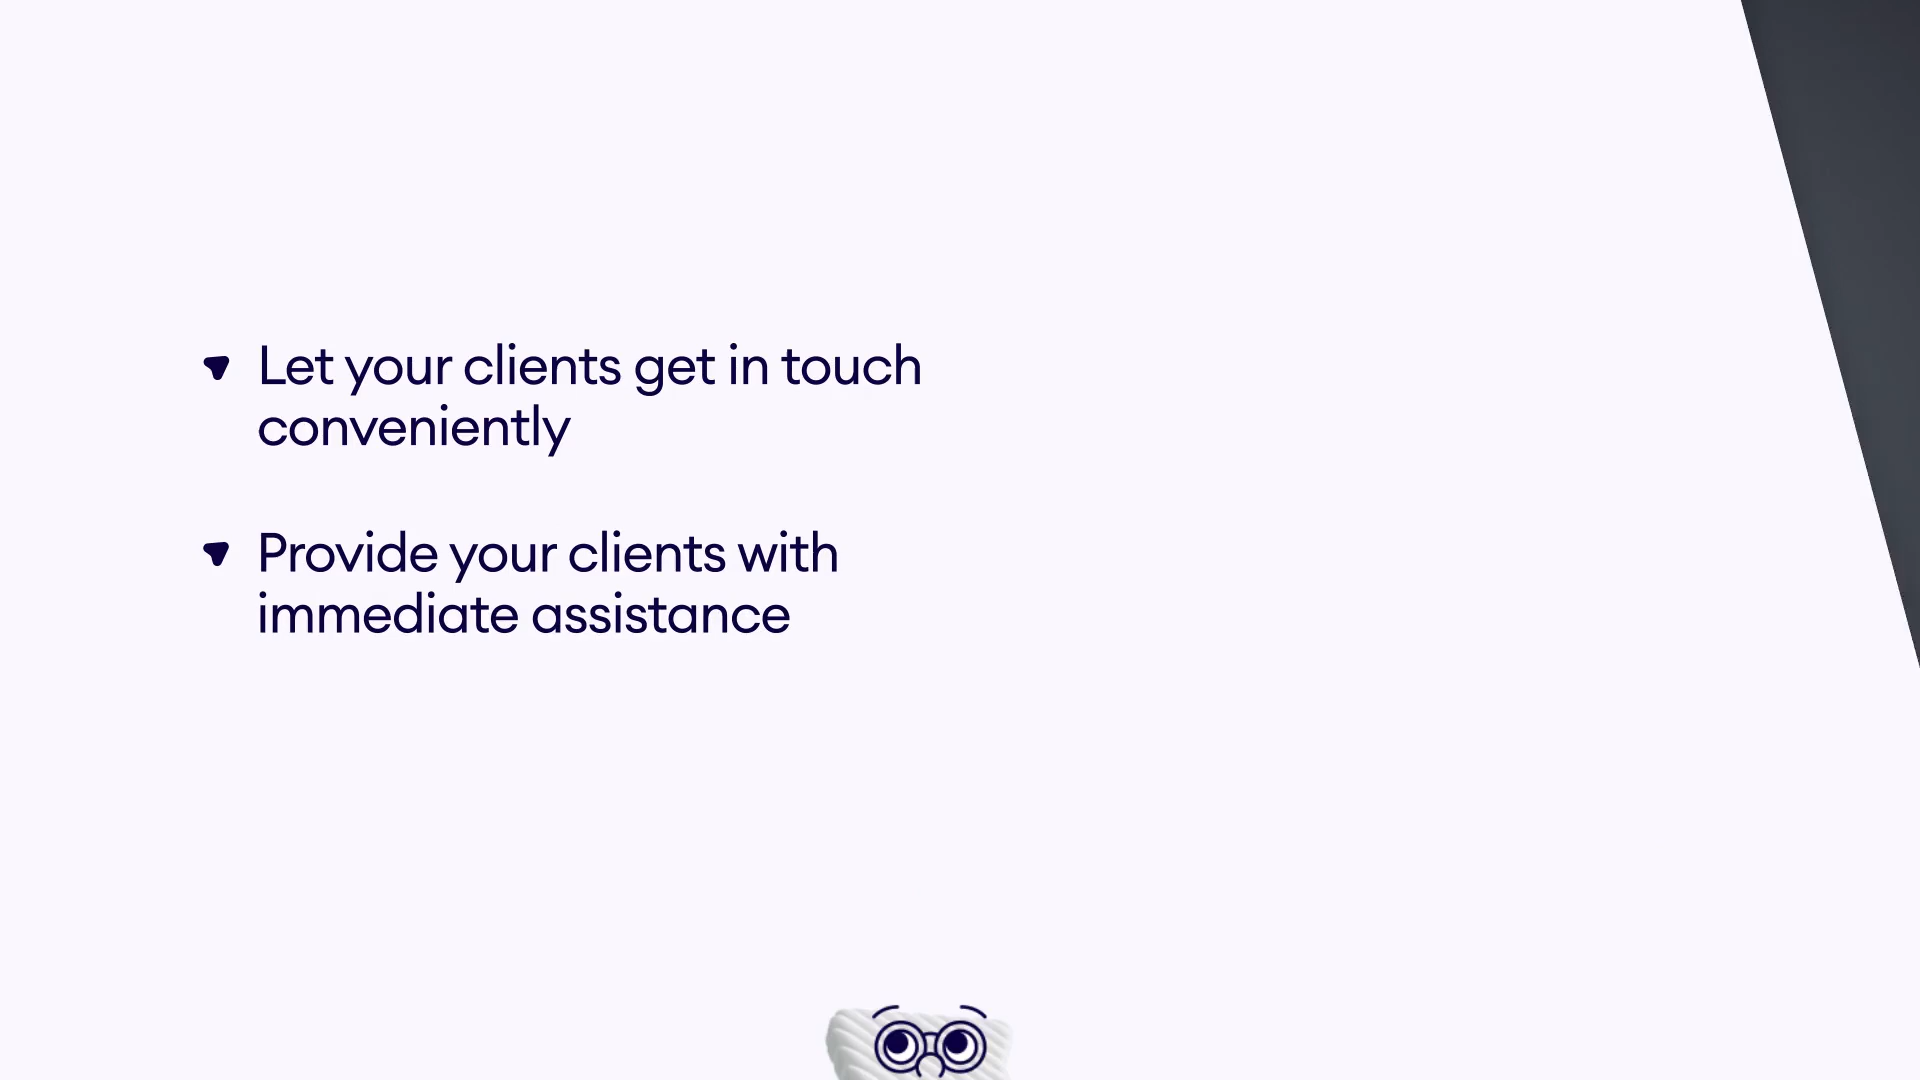 Let your clients get in touch
conveniently
Provide your clients with
immediate assistance